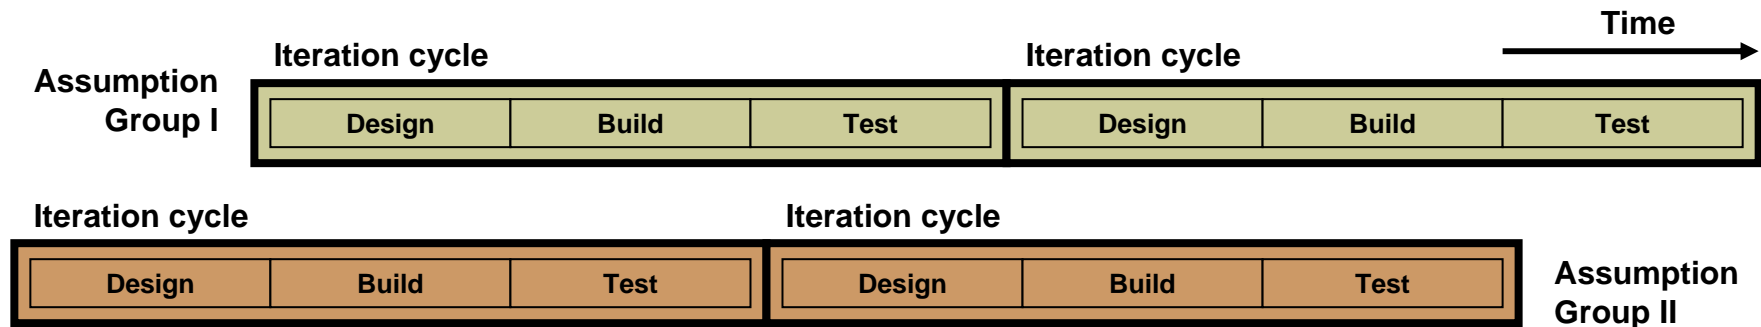 Time
Iteration cycle Iteration cycle
Assumption
Group I
Design Build Test Design Build Test
Iteration cycle Iteration cycle
Design Build Test Design Build Test
Assumption
Group II